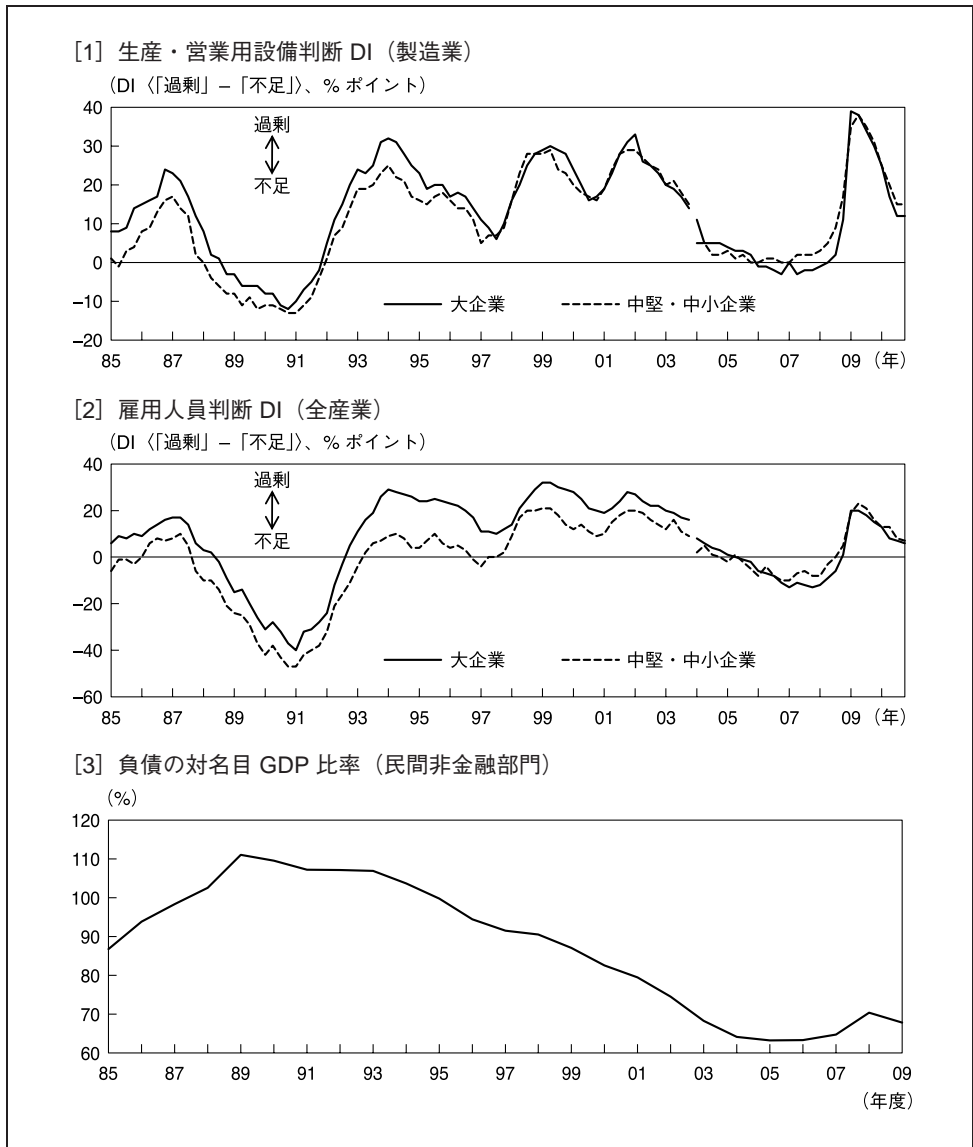 ［1］生産・営業用設備判断 DI（製造業）
（DI〈「過剰」－「不足」〉、% ポイント）
40
30
20
10
0
–10
–20
過剰
不足
大企業
中堅・中小企業
85 87 89 91 93 95 97 99 01 03 05 07 09（年）
［2］雇用人員判断 DI（全産業）
（DI〈「過剰」－「不足」〉、% ポイント）
40
20
0
–20
–40
–60
過剰
不足
大企業
中堅・中小企業
85 87 89 91 93 95 97 99 01 03 05 07 09（年）
［3］負債の対名目 GDP 比率（民間非金融部門）
（%）
120
110
100
90
80
70
60
85 87 89 91 93 95 97 99 01 03 05 07 09
（年度）